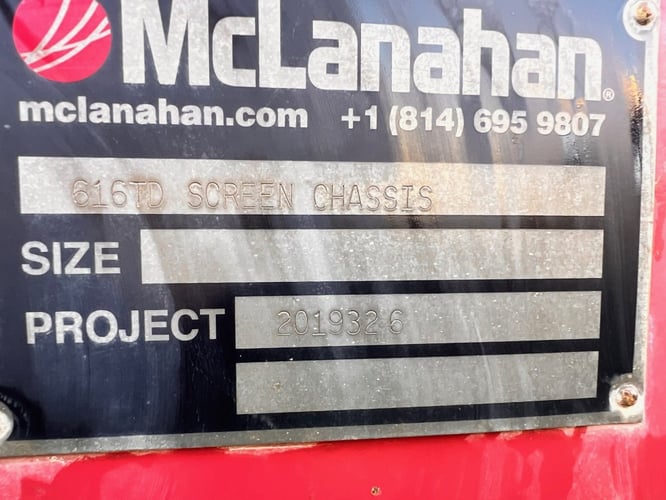 McLanahan®
mclanahan.com +1 (814) 695 9807
616TD SCREEN CHASSIS
SIZE
PROJECT 2019326